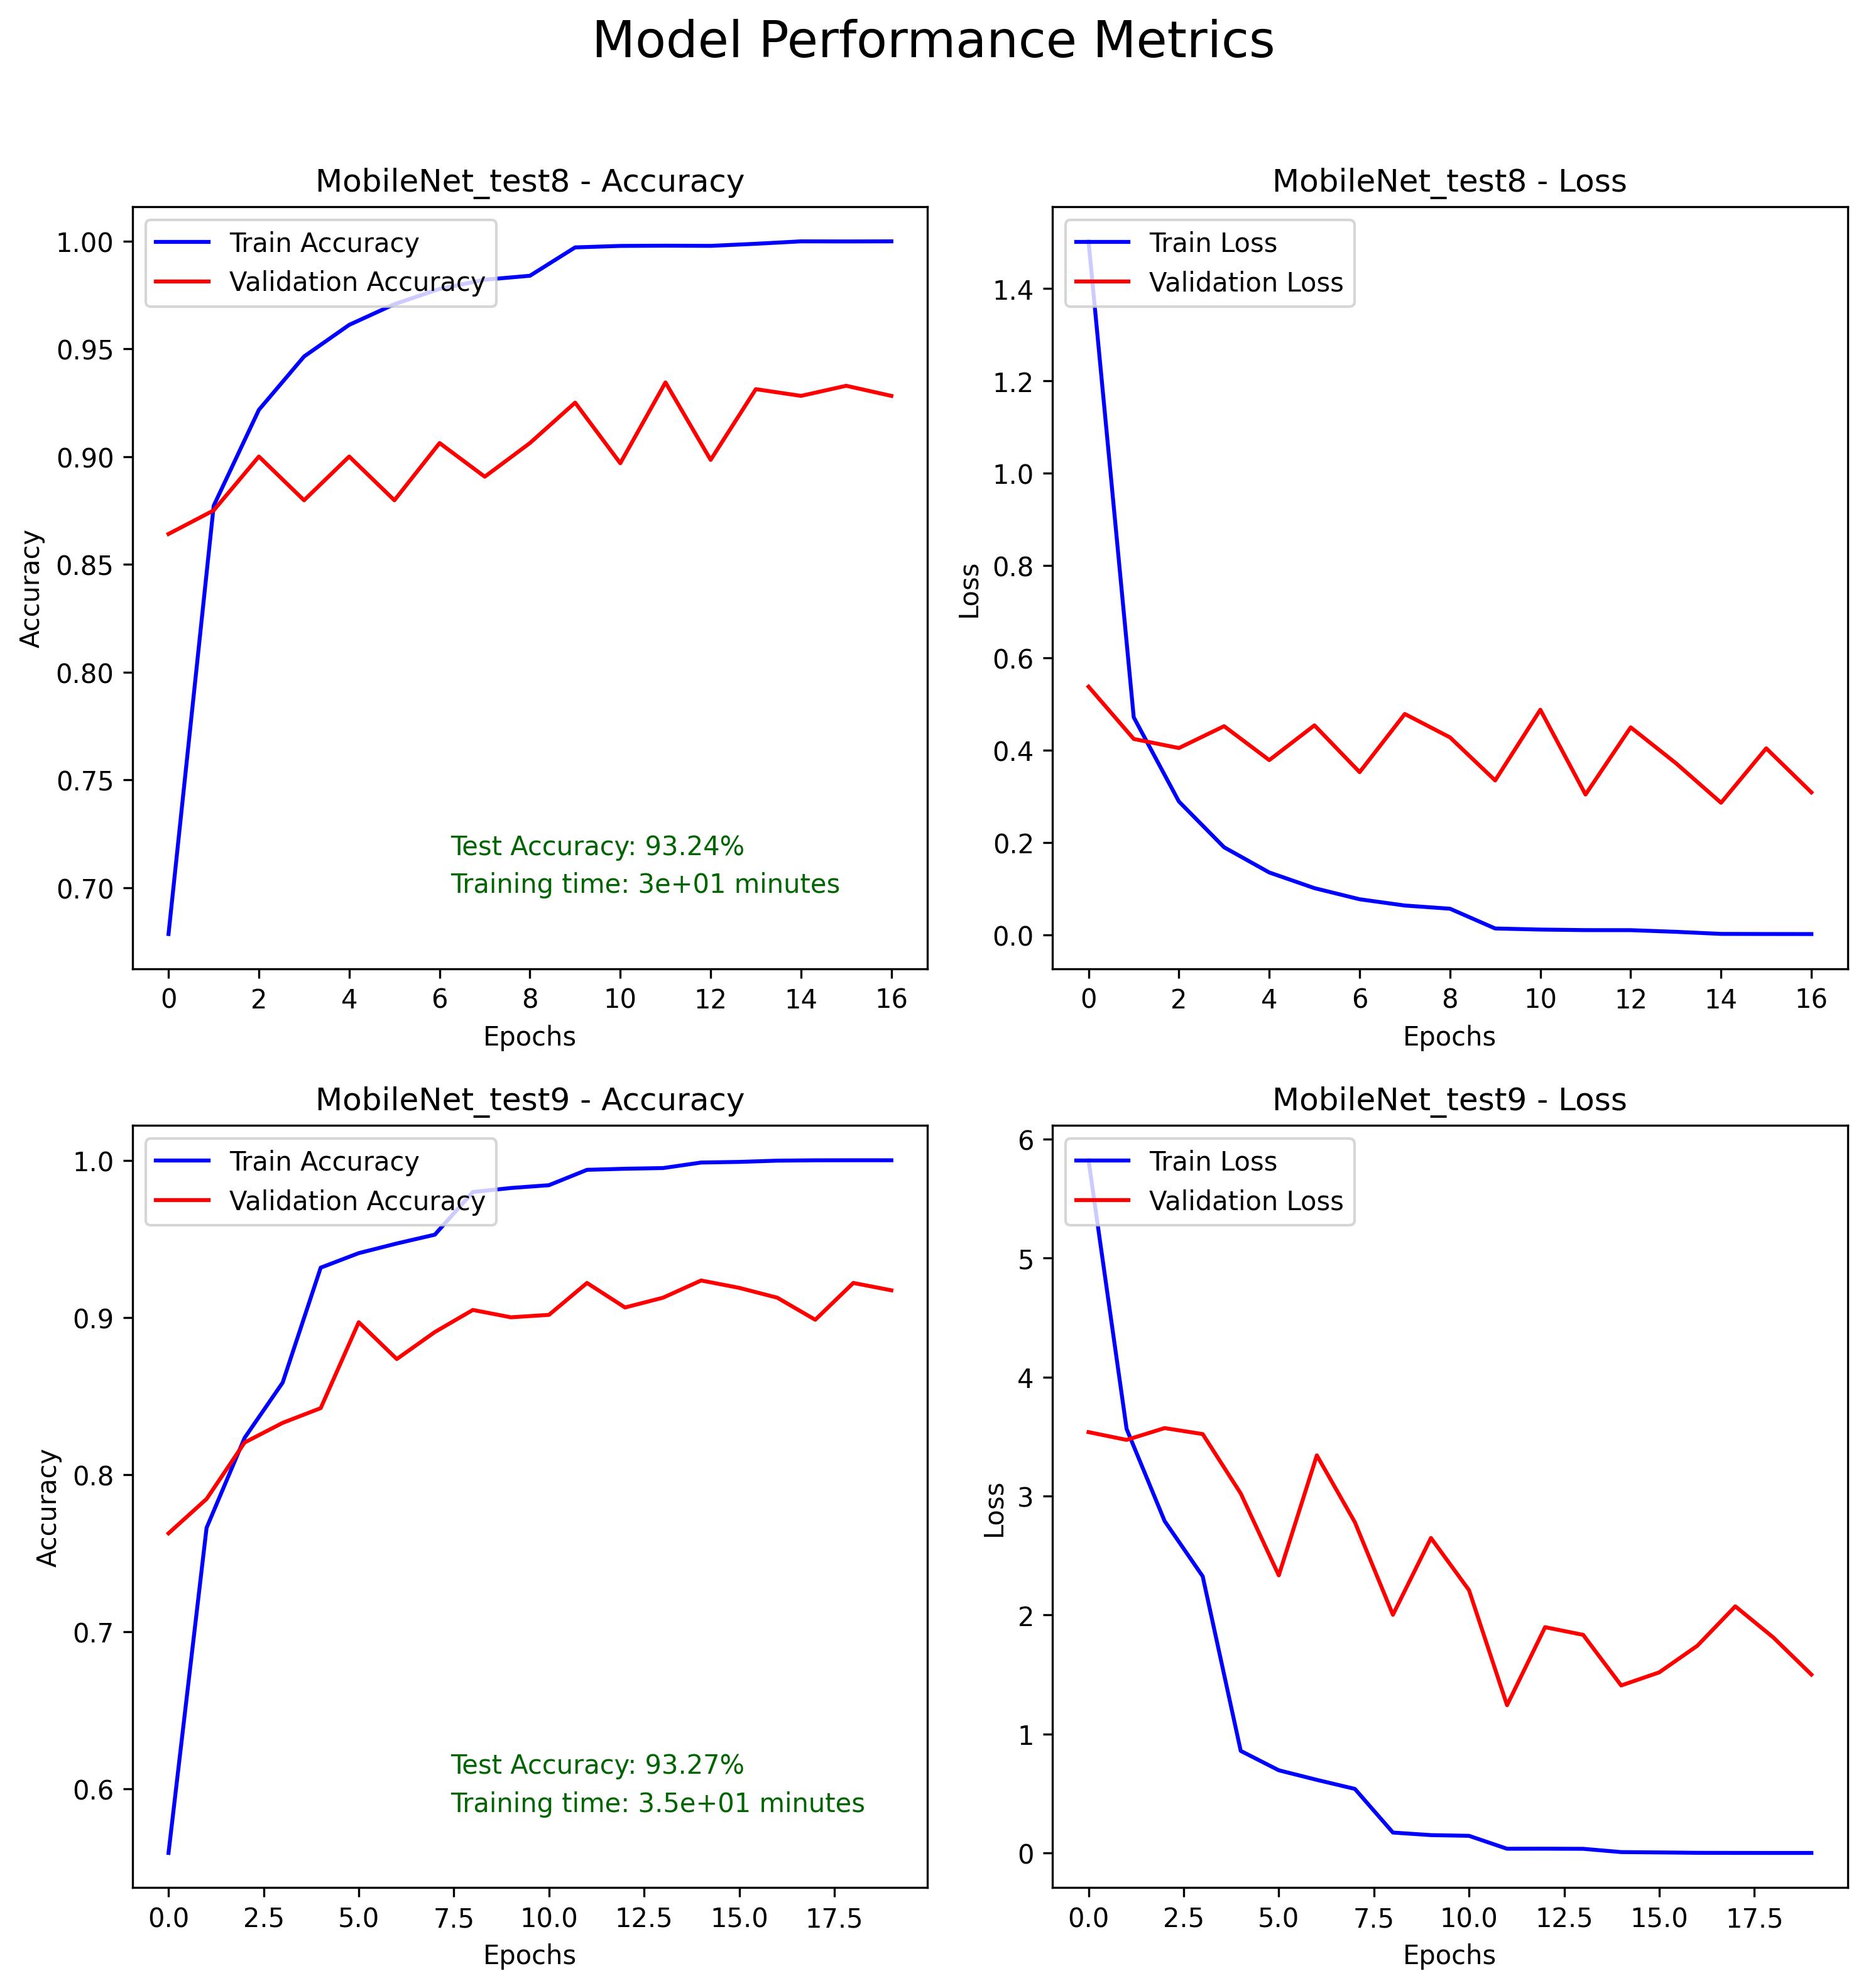 Model Performance Metrics
MobileNet_test8 - Accuracy
Train Accuracy
Validation Accuracy
1.00
0.95
0.90
0.85
0.80
0.75
0.70
Accuracy
Test Accuracy: 93.24%
Training time: 3e+01 minutes
0 2 4 6 8 10 12 14 16
Epochs
MobileNet_test8 - Loss
Train Loss
Validation Loss
1.4
1.2
1.0
0.8
0.6
0.4
0.2
0.0
Loss
0 2 4 6 8 10 12 14 16
Epochs
MobileNet_test9 - Accuracy
Train Accuracy
Validation Accuracy
1.0
0.9
0.8
0.7
0.6
Accuracy
Test Accuracy: 93.27%
Training time: 3.5e+01 minutes
0.0 2.5 5.0 7.5 10.0 12.5 15.0 17.5
Epochs
MobileNet_test9 - Loss
Train Loss
Validation Loss
6
5
4
3
2
1
0
Loss
0.0 2.5 5.0 7.5 10.0 12.5 15.0 17.5
Epochs